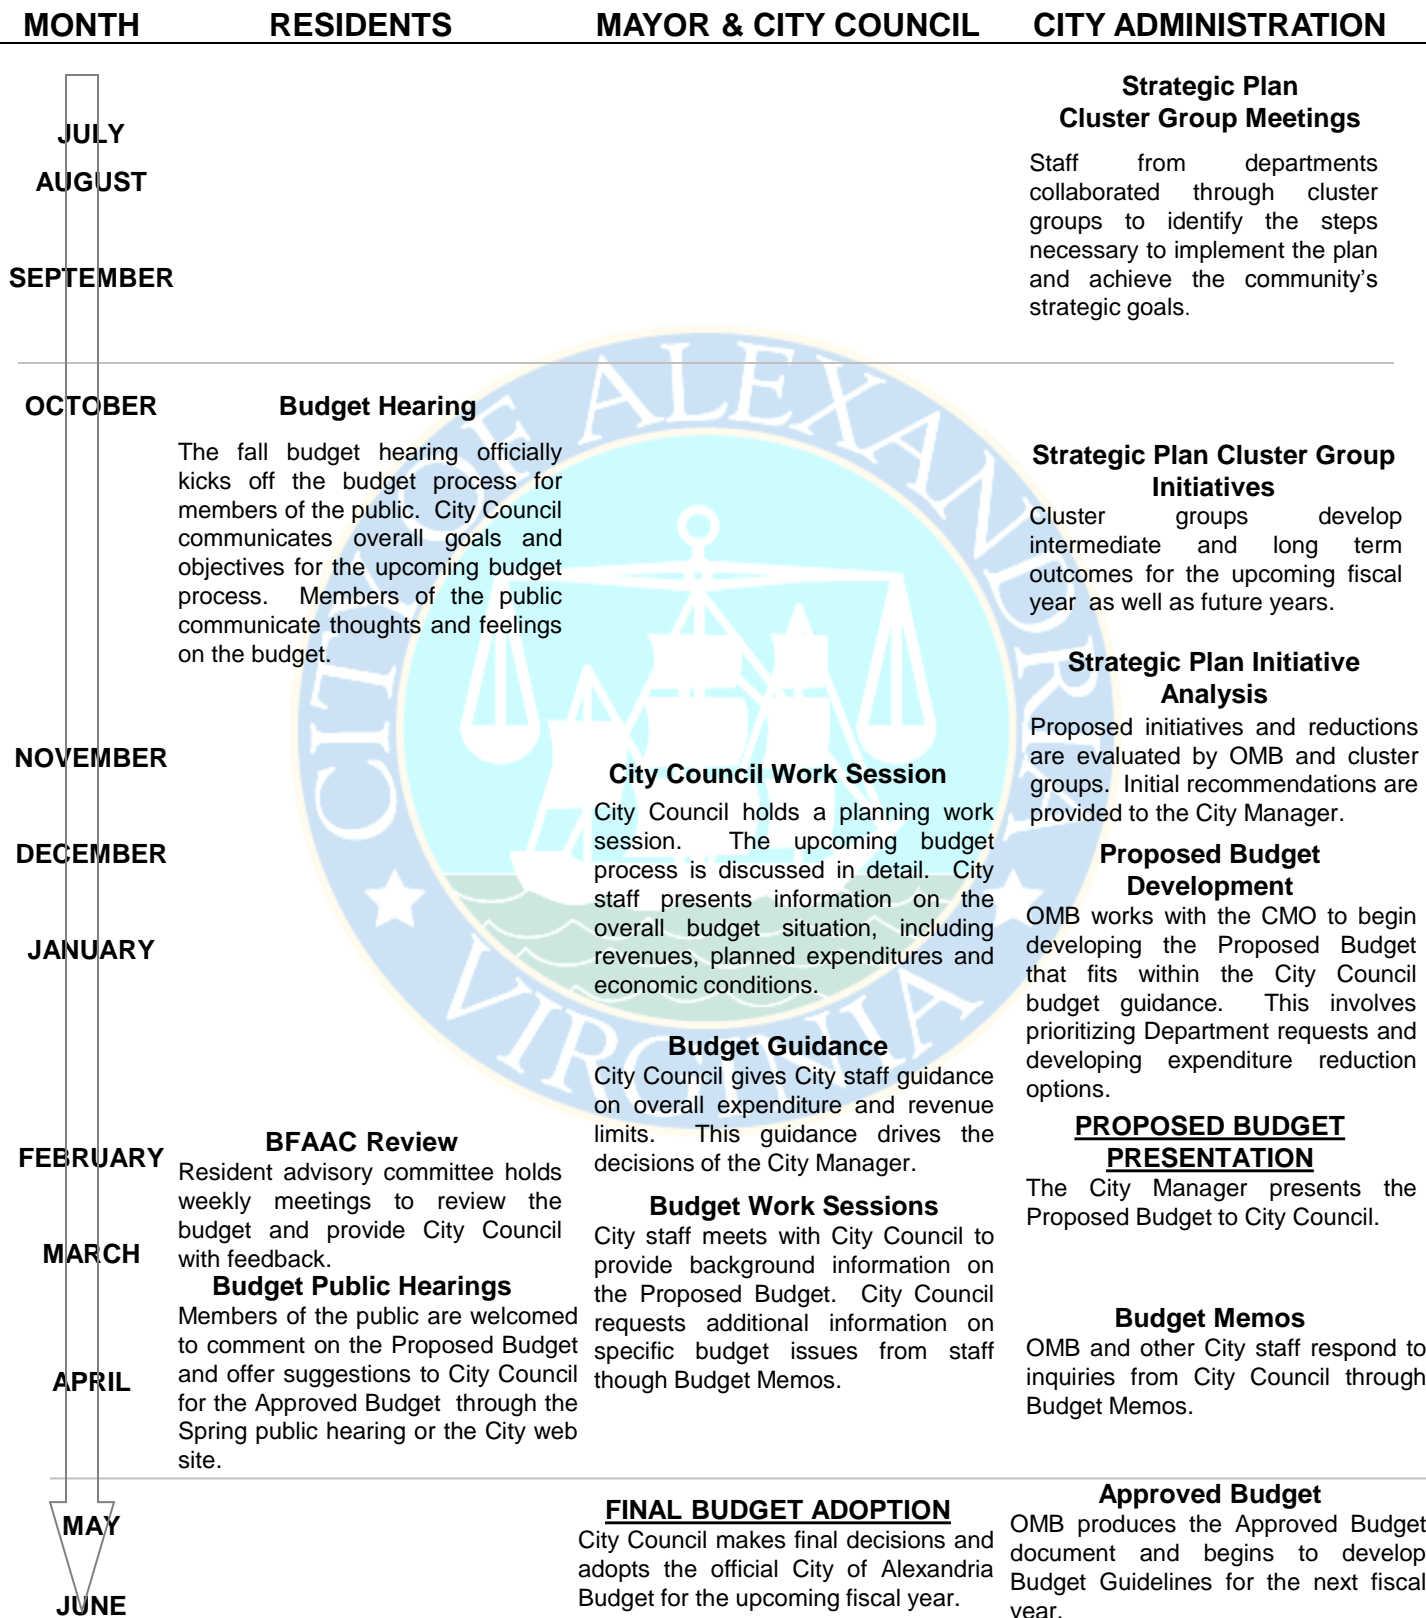 MONTH RESIDENTS MAYOR & CITY COUNCIL CITY ADMINISTRATION
JULY
AUGUST
SEPTEMBER
Strategic Plan
Cluster Group Meetings
Staff from departments
collaborated through cluster
groups to identify the steps
necessary to implement the plan
and achieve the community’s
strategic goals.
OCTOBER
NOVEMBER
DECEMBER
JANUARY
FEBRUARY
MARCH
APRIL
Budget Hearing
The fall budget hearing officially
kicks off the budget process for
members of the public. City Council
communicates overall goals and
objectives for the upcoming budget
process. Members of the public
communicate thoughts and feelings
on the budget.
BFAAC Review
Resident advisory committee holds
weekly meetings to review the
budget and provide City Council
with feedback.
Budget Public Hearings
Members of the public are welcomed
to comment on the Proposed Budget
and offer suggestions to City Council
for the Approved Budget through the
Spring public hearing or the City web
site.
City Council Work Session
City Council holds a planning work
session. The upcoming budget
process is discussed in detail. City
staff presents information on the
overall budget situation, including
revenues, planned expenditures and
economic conditions.
Budget Guidance
City Council gives City staff guidance
on overall expenditure and revenue
limits. This guidance drives the
decisions of the City Manager.
Budget Work Sessions
City staff meets with City Council to
provide background information on
the Proposed Budget. City Council
requests additional information on
specific budget issues from staff
though Budget Memos.
Strategic Plan Cluster Group
Initiatives
Cluster groups develop
intermediate and long term
outcomes for the upcoming fiscal
year as well as future years.
Strategic Plan Initiative
Analysis
Proposed initiatives and reductions
are evaluated by OMB and cluster
groups. Initial recommendations are
provided to the City Manager.
Proposed Budget
Development
OMB works with the CMO to begin
developing the Proposed Budget
that fits within the City Council
budget guidance. This involves
prioritizing Department requests and
developing expenditure reduction
options.
PROPOSED BUDGET
PRESENTATION
The City Manager presents the
Proposed Budget to City Council.
Budget Memos
OMB and other City staff respond to
inquiries from City Council through
Budget Memos.
MAY
JUNE
FINAL BUDGET ADOPTION
City Council makes final decisions and
adopts the official City of Alexandria
Budget for the upcoming fiscal year.
Approved Budget
OMB produces the Approved Budget
document and begins to develop
Budget Guidelines for the next fiscal
year.
CITY OF ALEXANDRIA
VIRGINIA